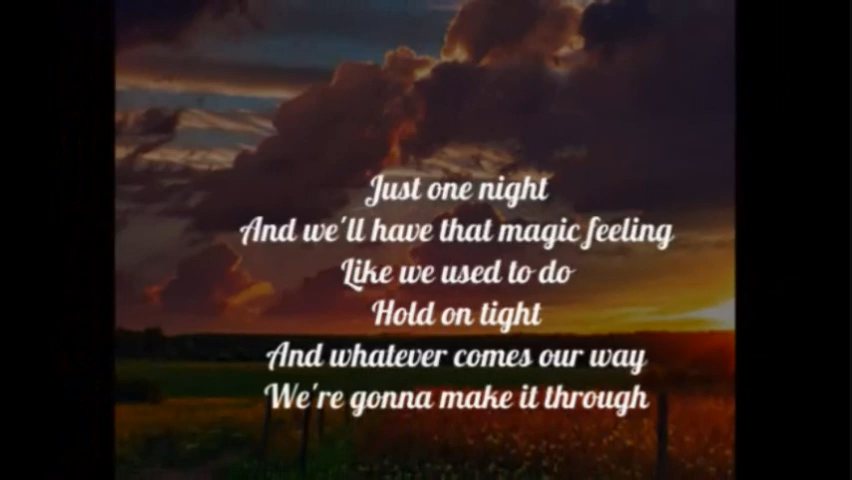 Just one night
And we'll have that magic feeling
Like we used to do
Hold on tight
And whatever comes our way
We're gonna make it through